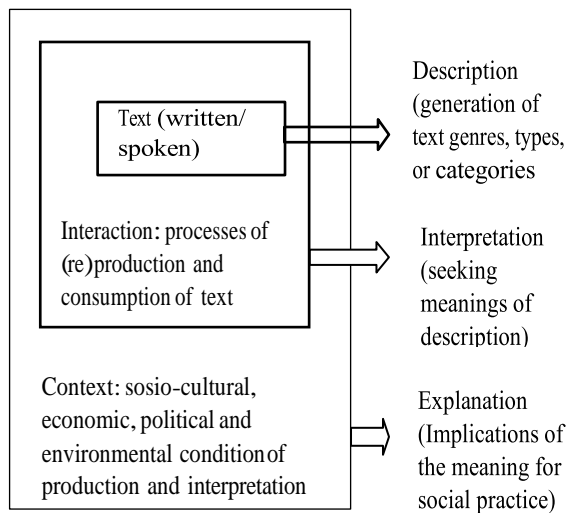 Text (written/
spoken)
Interaction: processes of
(re)production and
consumption of text
Context: sosio-cultural,
economic, political and
environmental condition of
production and interpretation
Description
(generation of
text genres, types,
or categories
Interpretation
(seeking
meanings of
description)
Explanation
(Implications of
the meaning for
social practice)